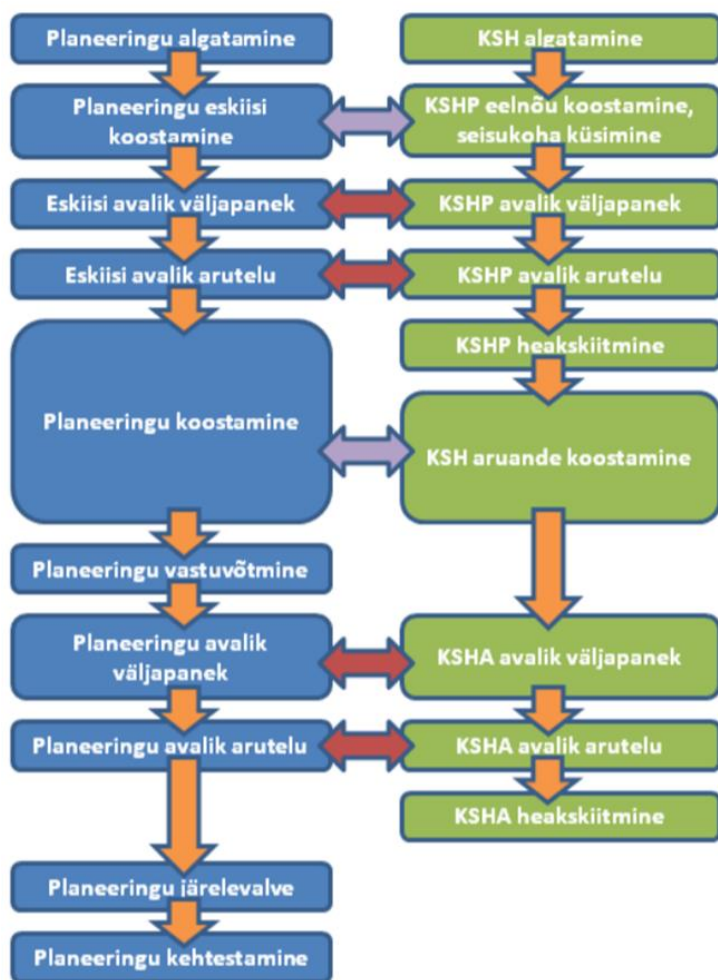 Planeeringu algatamine
Planeeringu eskiisi
koostamine
Eskiisi avalik väljapanek
Eskiisi avalik arutelu
Planeeringu koostamine
Planeeringu vastuvõtmine
Planeeringu avalik
väljapanek
Planeeringu avalik arutelu
Planeeringu järelevalve
Planeeringu kehtestamine
KSH algatamine
KSHP eelnõu koostamine,
seisukoha küsimine
KSHP avalik väljapanek
KSHP avalik arutelu
KSHP heakskiitmine
KSH aruande koostamine
KSHA avalik väljapanek
KSHA avalik arutelu
KSHA heakskiitmine